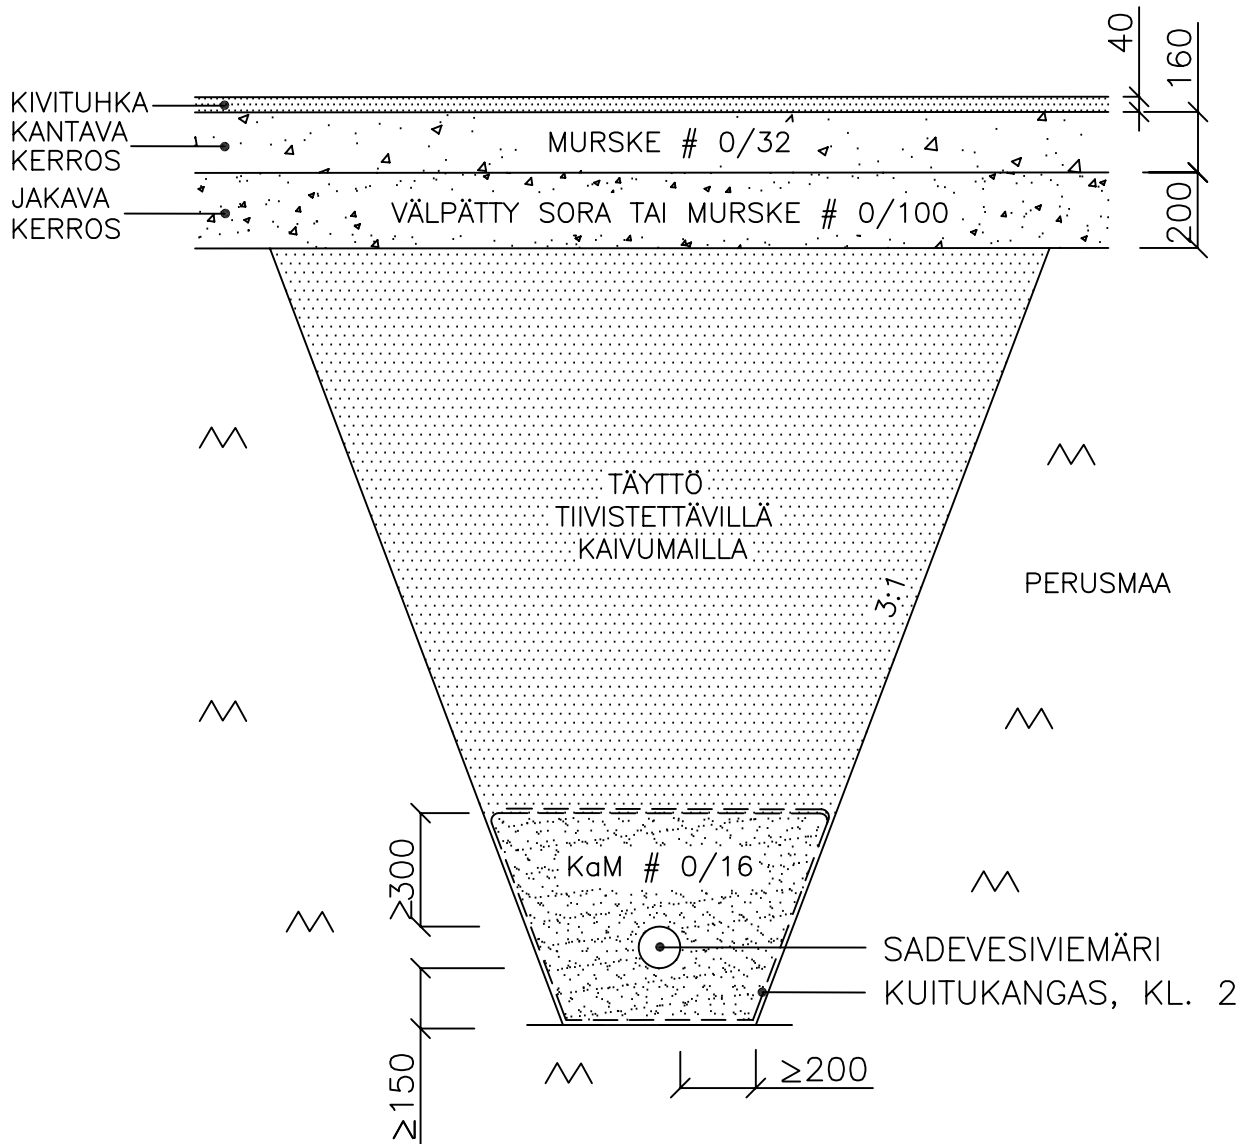 40
160
KIVITUHKA
KANTAVA
KERROS
MURSKE # 0/32
JAKAVA
KERROS
VÄLPÄTTY SORA TAI MURSKE # 0/100
200
TÄYTTÖ
TIIVISTETTÄVILLÄ
KAIVUMAILLA
3:1
PERUSMAA
≥300
KaM # 0/16
SADEVESIVIEMÄRI
KUITUKANGAS, KL. 2
≥150
≥200